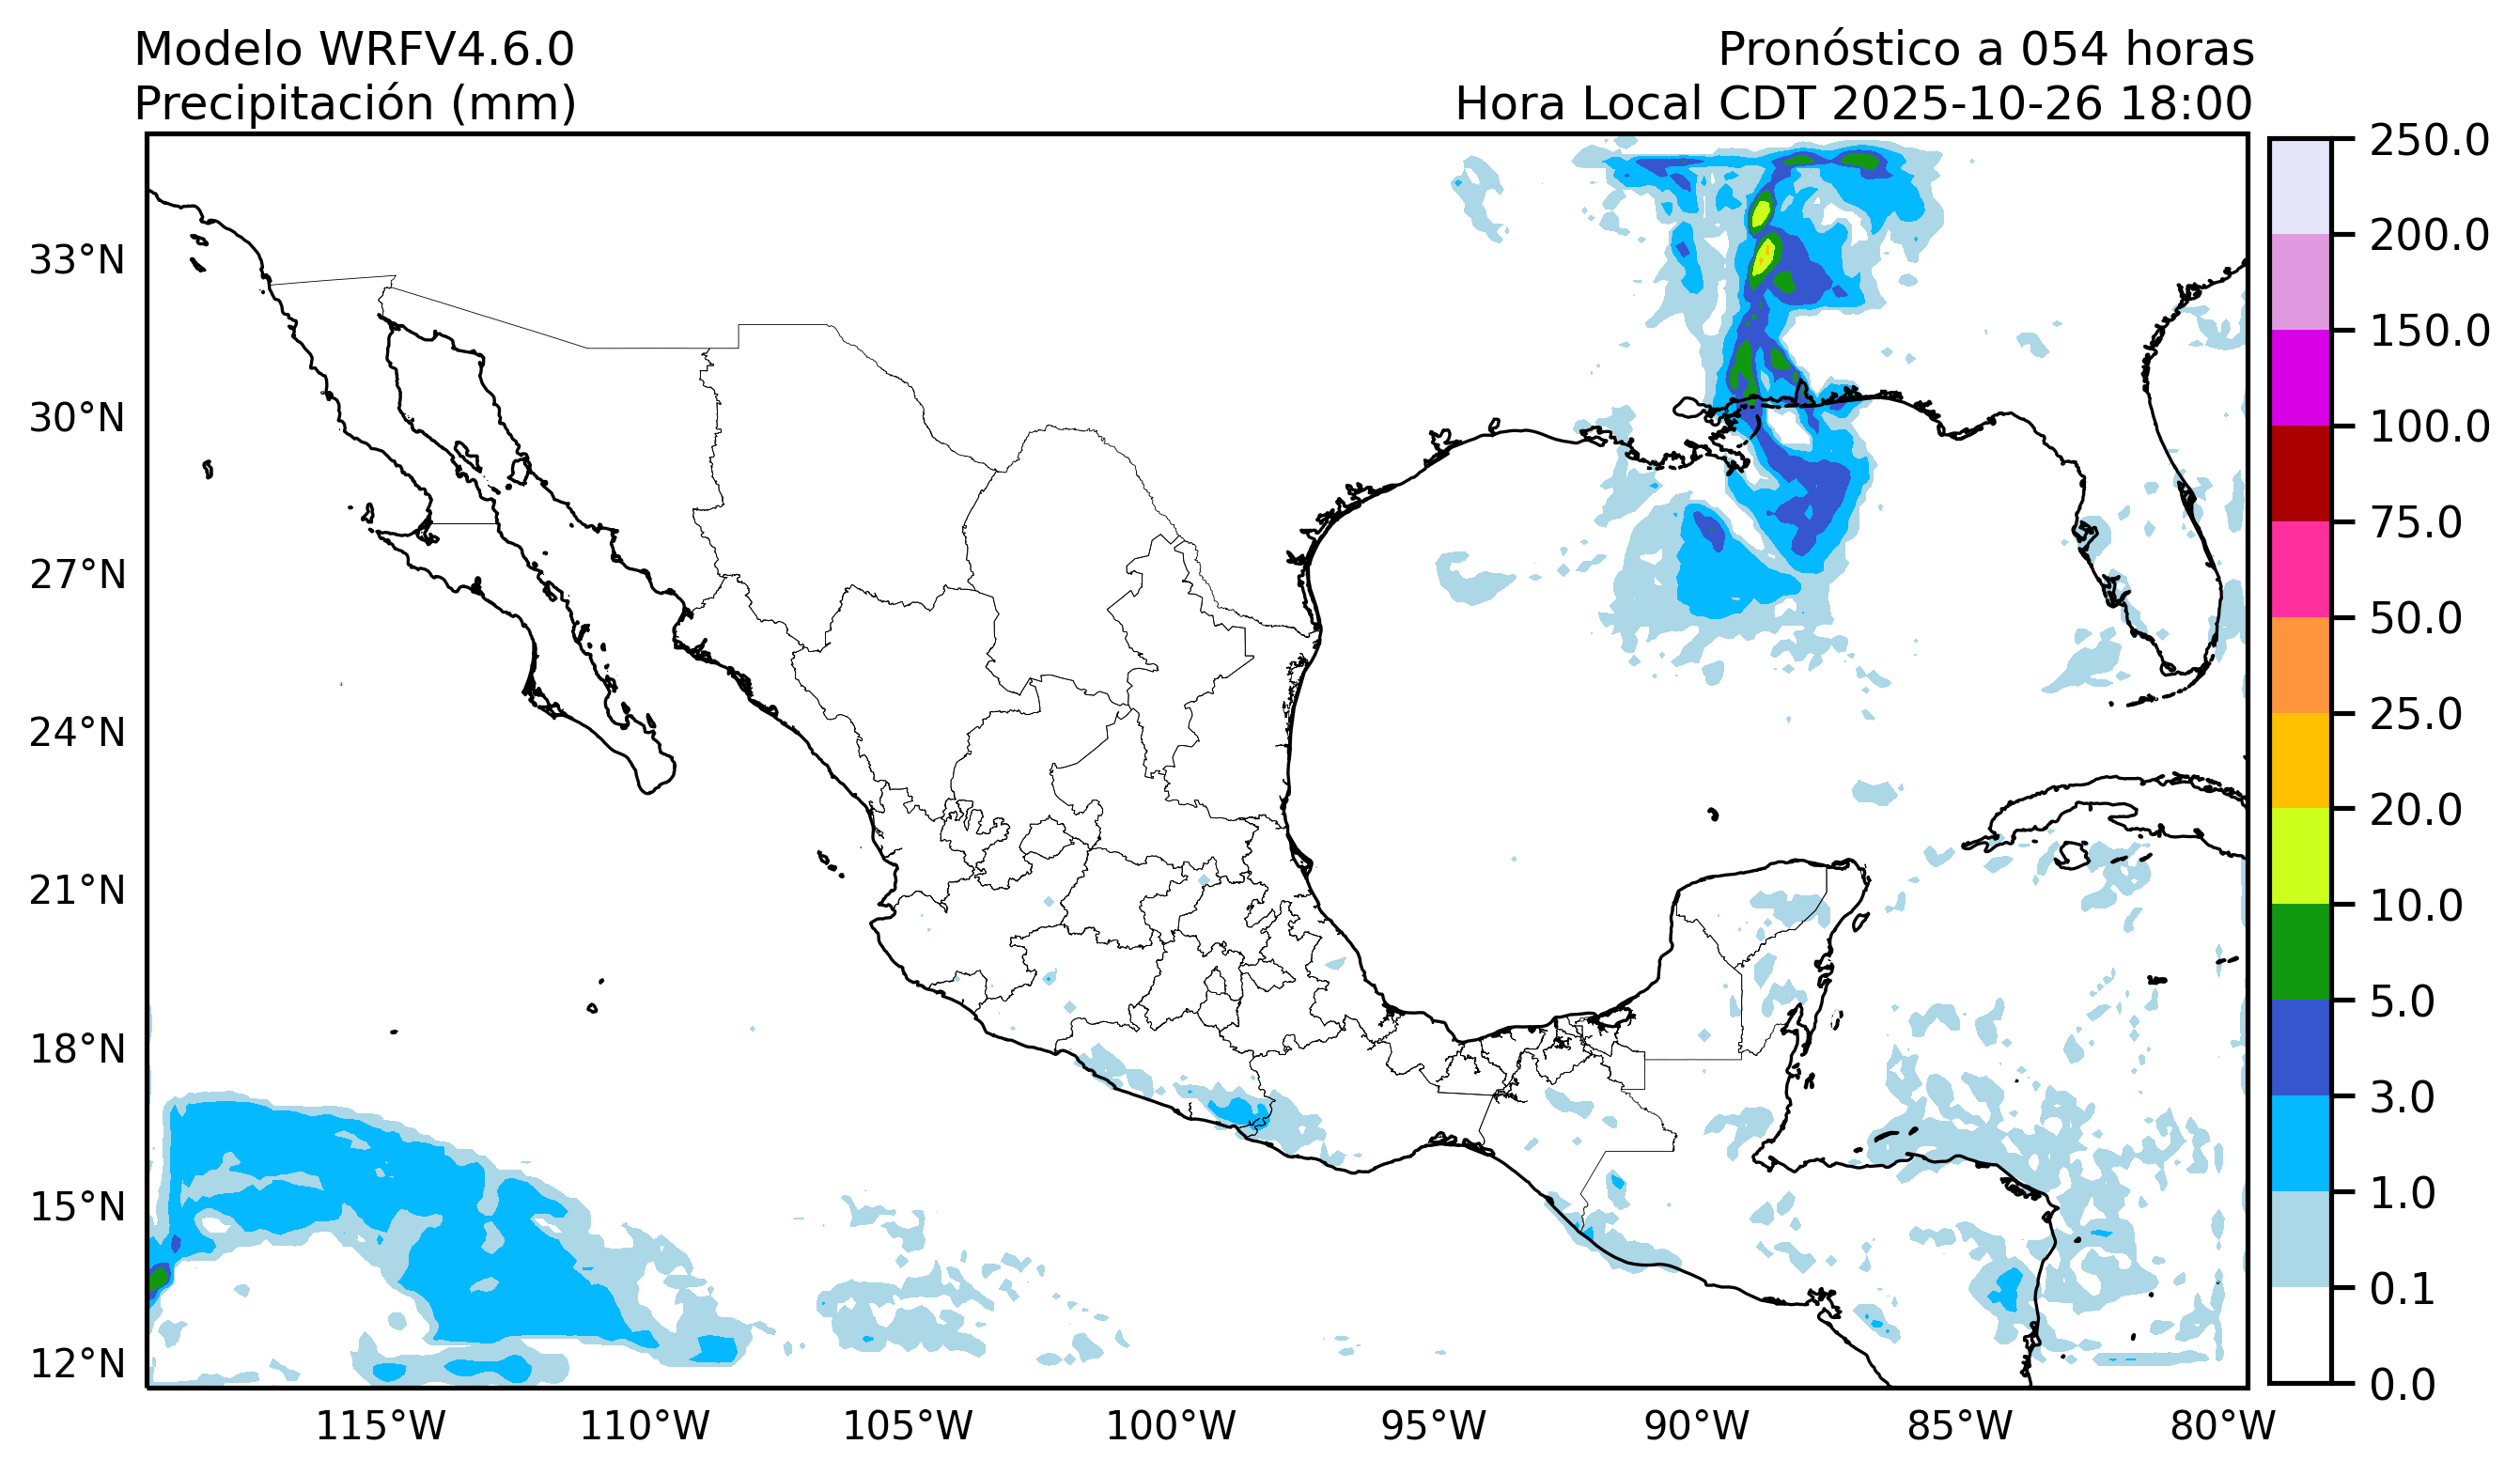 Modelo WRFV4.6.0
Precipitación (mm)
Pronóstico a 054 horas
Hora Local CDT 2025-10-26 18:00
33°N
30°N
27°N
24°N
21°N
18°N
15°N
12°N
115°W
110°W
105°W
100°W
95°W
90°W
85°W
80°W
250.0
200.0
150.0
100.0
75.0
50.0
25.0
20.0
10.0
5.0
3.0
1.0
0.1
0.0